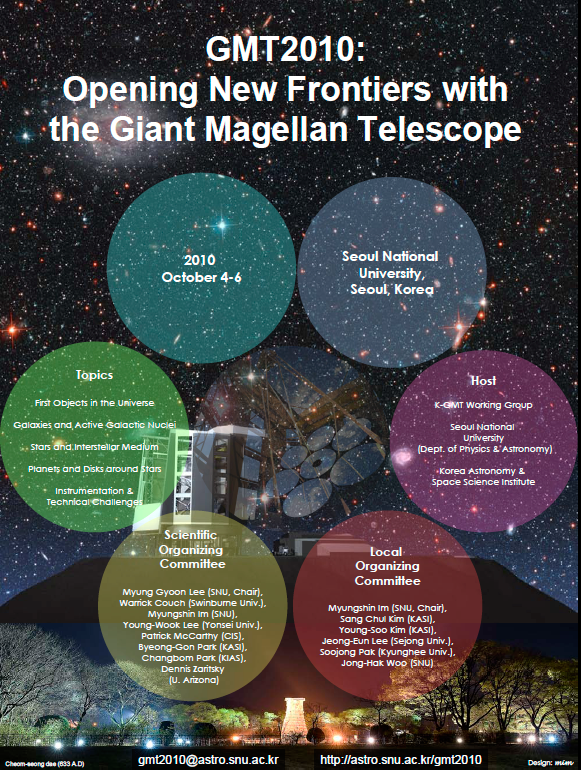 GMT2010:
Opening New Frontiers with
the Giant Magellan Telescope
2010
October 4-6
Seoul National
University,
Seoul, Korea
Topics
First Objects in the Universe
Galaxies and Active Galactic Nuclei
Stars and Interstellar Medium
Planets and Disks around Stars
Instrumentation &
Technical Challenges
Host
K-GMT Working Group
Seoul National
University
(Dept. of Physics & Astronomy)
Korea Astronomy &
Space Science Institute
Scientific
Organizing
Committee
Myung Gyoon Lee (SNU, Chair),
Warrick Couch (Swinburne Univ.),
Myungshin Im (SNU),
Young-Wook Lee (Yonsei Univ.),
Patrick McCarthy (CIS),
Byeong-Gon Park (KASI),
Changbom Park (KIAS),
Dennis Zaritsky
(U. Arizona)
Local
Organizing
Committee
Myungshin Im (SNU, Chair),
Sang Chul Kim (KASI),
Young-Soo Kim (KASI),
Jeong-Eun Lee (Sejong Univ.),
Soojong Pak (Kyunghee Univ.),
Jong-Hak Woo (SNU)
Cheom-seong dae (633 A.D)
gmt2010@astro.snu.ac.kr
http://astro.snu.ac.kr/gmt2010
Design: mim